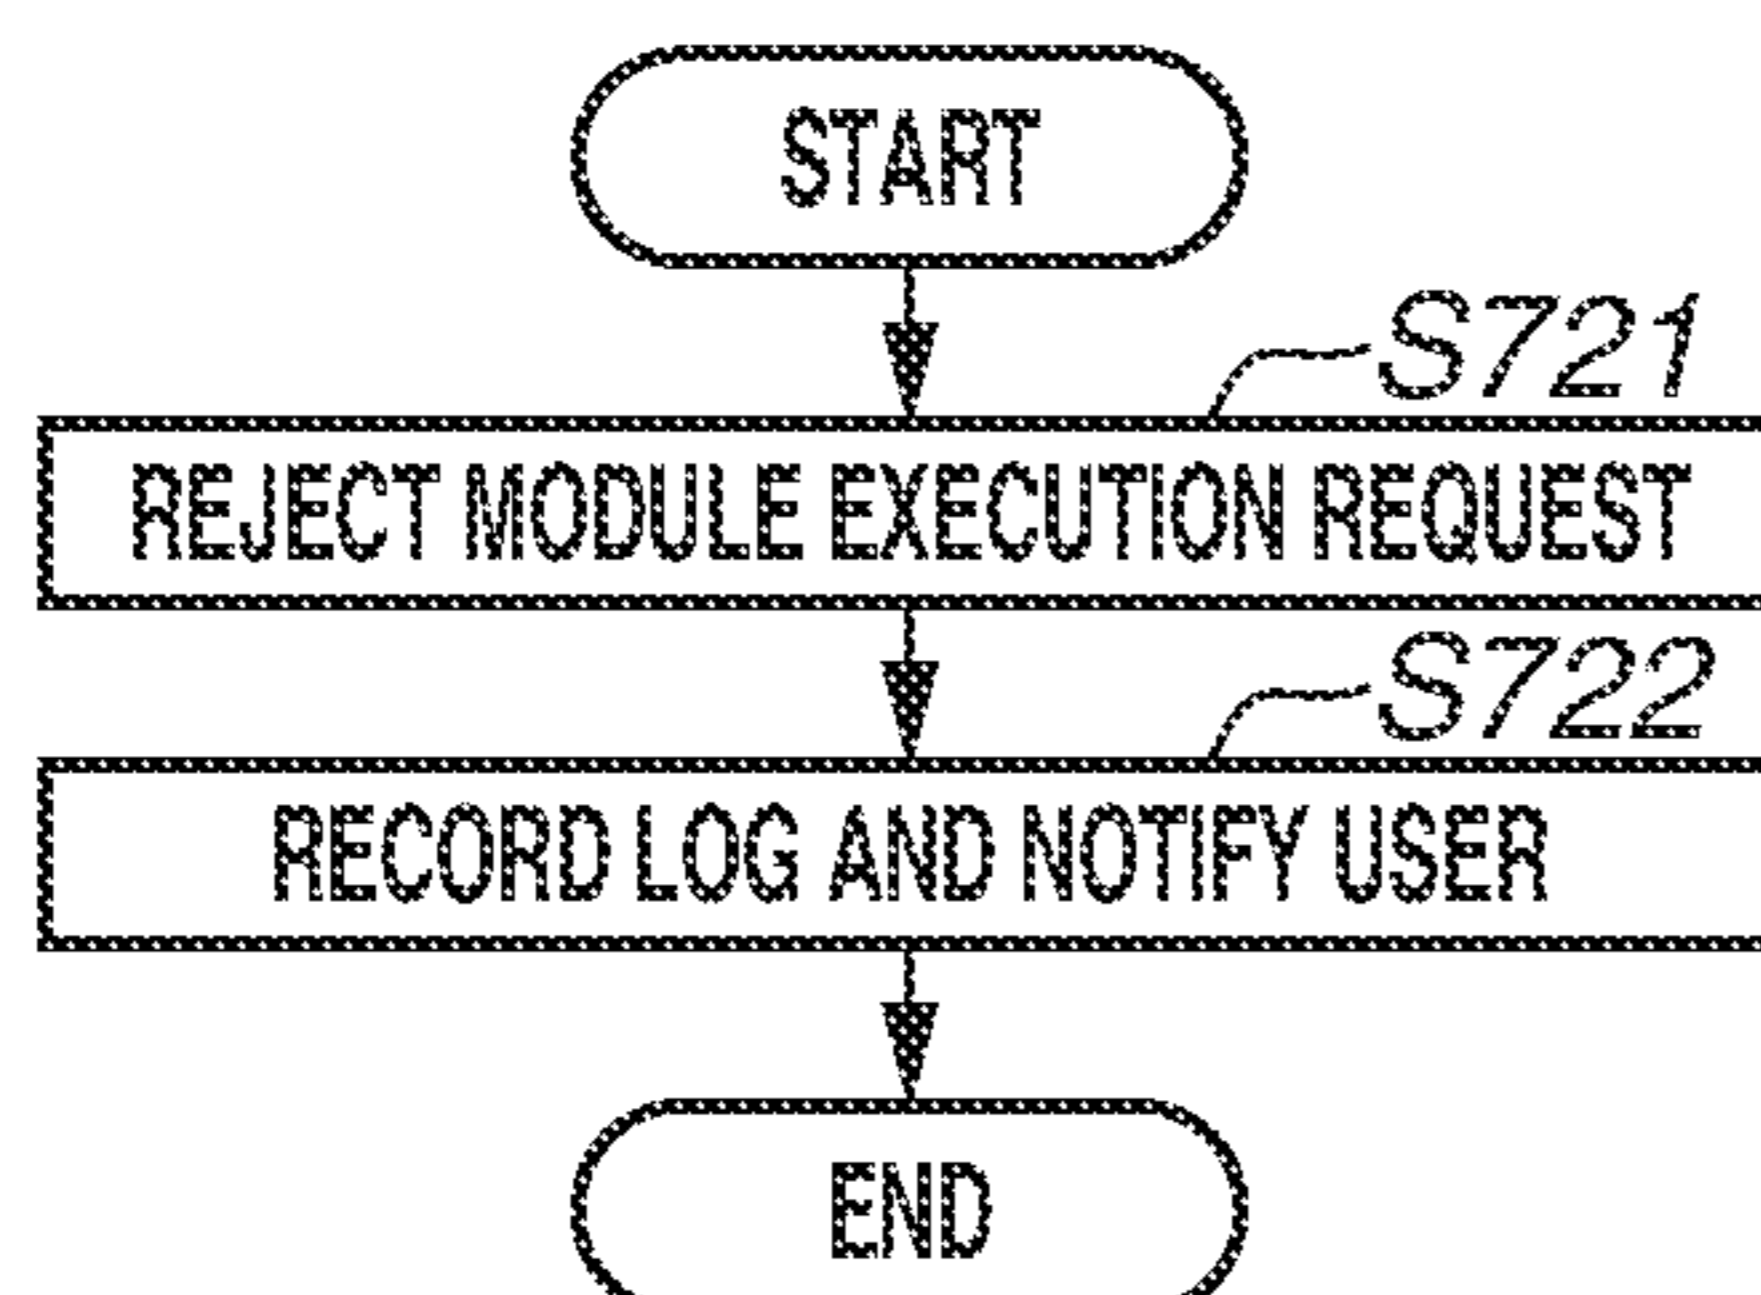 START
S721
REJECT MODULE EXECUTION REQUEST
S722
RECORD LOG AND NOTIFY USER
END